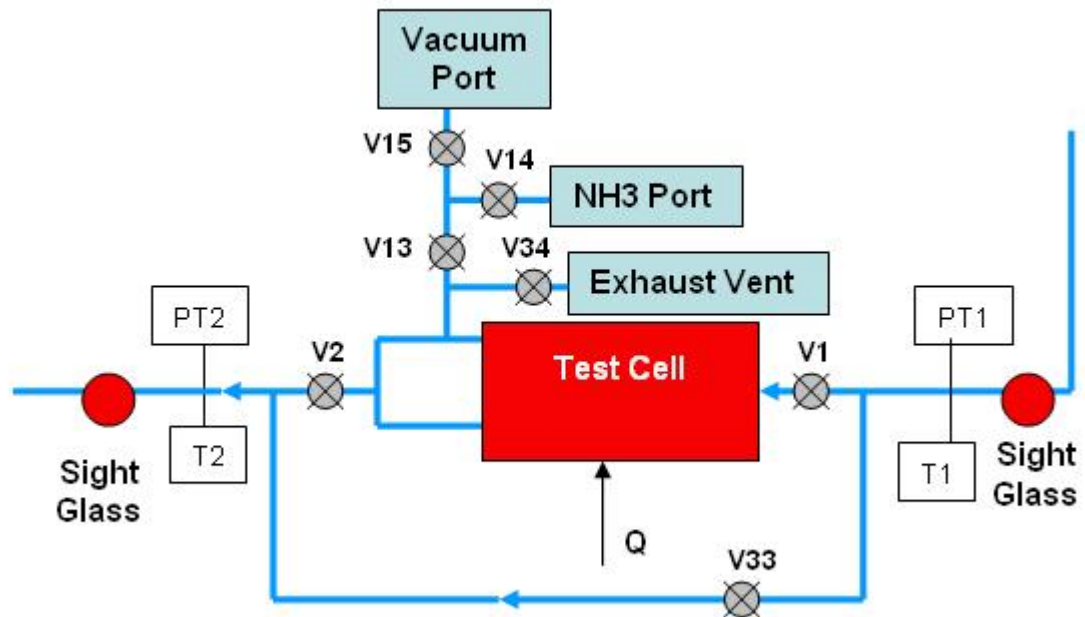 Vacuum
Port
V15
V14
NH3 Port
V13
V34
Exhaust Vent
PT2
PT1
V2
Test Cell
V1
T2
T1
Sight
Glass
Sight
Glass
Q
V33